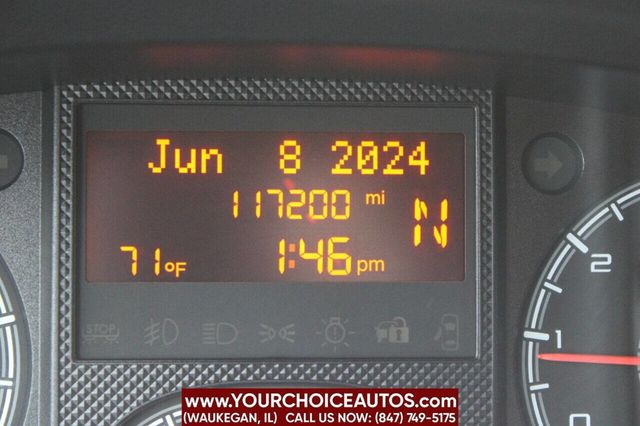 Jun 8 2024
117200 mi
N
71°F 1:46 pm
STOP
2
1
WWW.YOURCHOICEAUTOS.COM
(WAUKEGAN, IL) CALL US NOW: (847) 749-5175